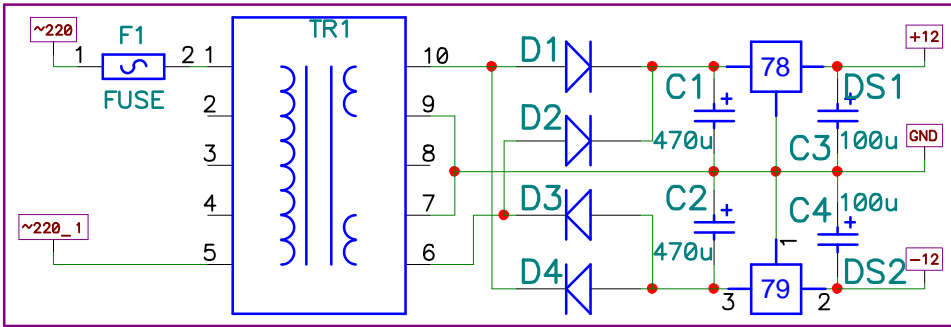 ~220
F1
TR1
+12
1
2
1
10
D1
78
FUSE
C1
+
DS1
+
2
9
D2
470u
C3
100u
GND
3
8
4
7
D3
C2
+
C4
100u
+
~220_1
470u
1
5
6
D4
79
DS2
-12
3
2